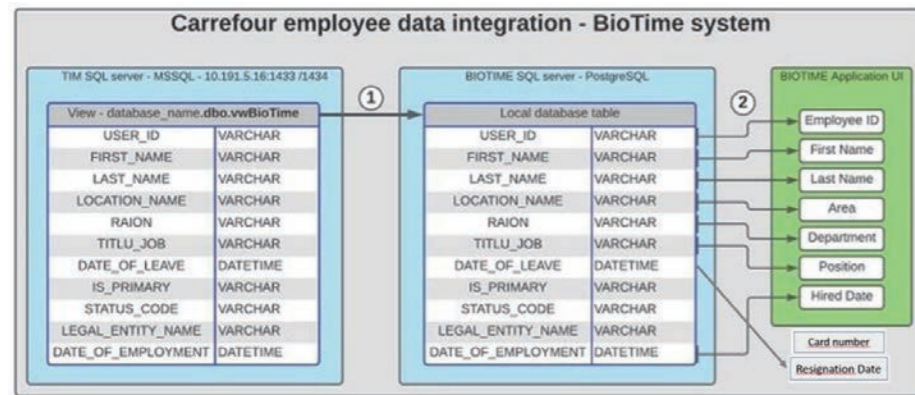 Carrefour employee data integration - BioTime system
TIM SQL server - MSSQL - 10.191.5.16:1433 /1434
View - database_name.dbo.vwBioTime
USER_ID VARCHAR
FIRST_NAME VARCHAR
LAST_NAME VARCHAR
LOCATION_NAME VARCHAR
RAION VARCHAR
TITLU_JOB VARCHAR
DATE_OF_LEAVE DATETIME
IS_PRIMARY VARCHAR
STATUS_CODE VARCHAR
LEGAL_ENTITY_NAME VARCHAR
DATE_OF_EMPLOYMENT DATETIME
1
BIOTIME SQL server - PostgreSQL
Local database table
USER_ID VARCHAR
FIRST_NAME VARCHAR
LAST_NAME VARCHAR
LOCATION_NAME VARCHAR
RAION VARCHAR
TITLU_JOB VARCHAR
DATE_OF_LEAVE DATETIME
IS_PRIMARY VARCHAR
STATUS_CODE VARCHAR
LEGAL_ENTITY_NAME VARCHAR
DATE_OF_EMPLOYMENT DATETIME
2
BIOTIME Application UI
Employee ID
First Name
Last Name
Area
Department
Position
Hired Date
Card number
Resignation Date